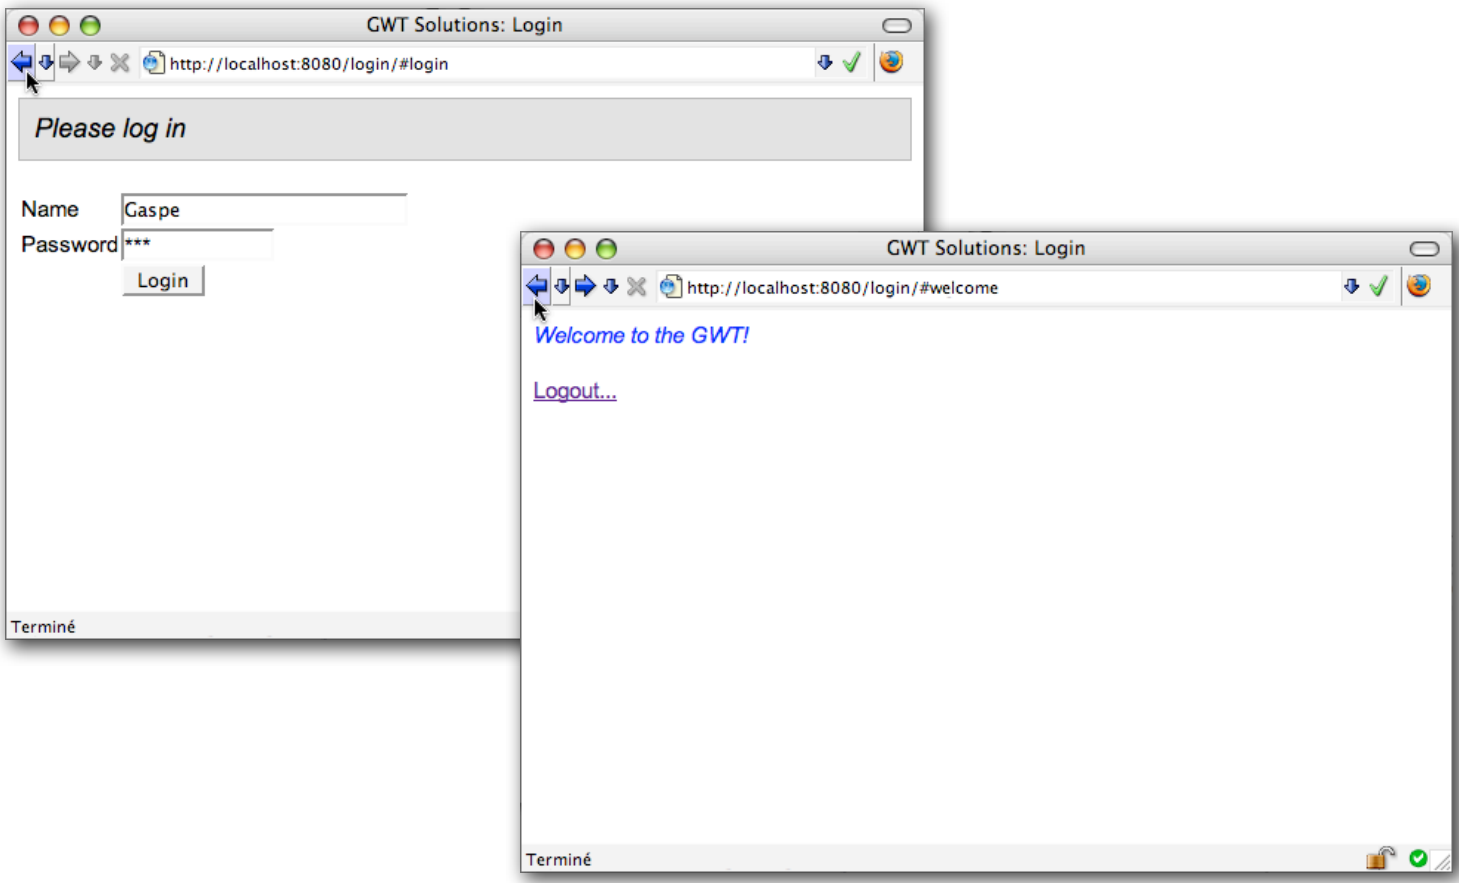 GWT Solutions: Login
http://localhost:8080/login/#login
Please log in
Name Gaspe
Password ***
Login
Terminé
GWT Solutions: Login
http://localhost:8080/login/#welcome
Welcome to the GWT!
Logout...
Terminé